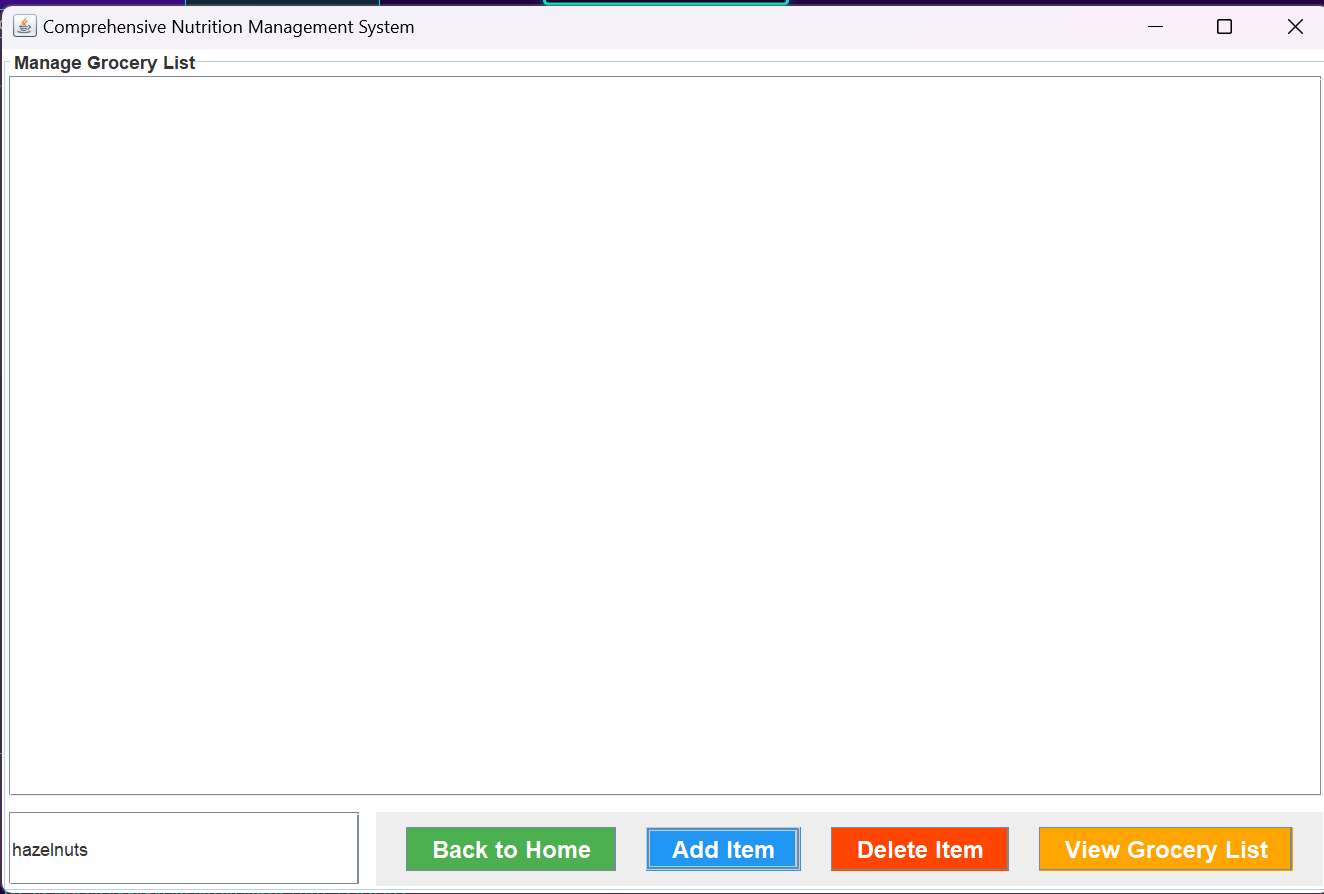 Comprehensive Nutrition Management System
Manage Grocery List
hazelnuts
Back to Home
Add Item
Delete Item
View Grocery List